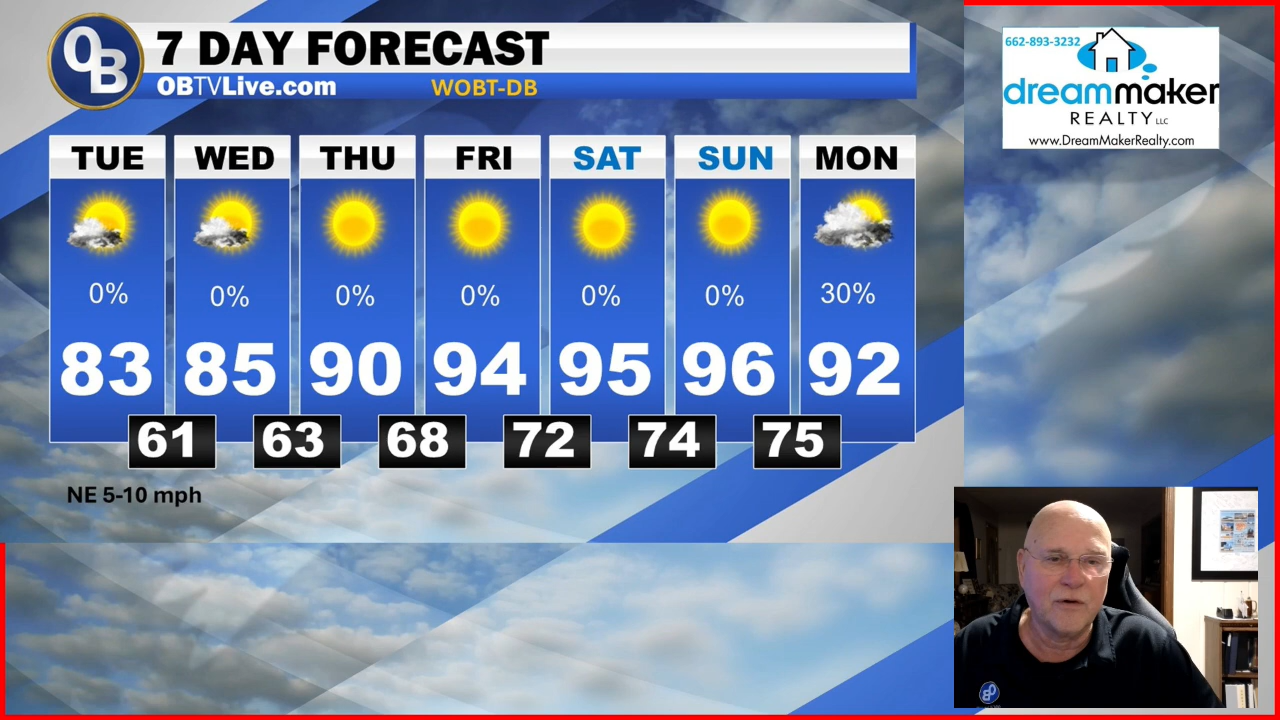 OB
7 DAY FORECAST
OBTVLive.com WOBT-DB
662-893-3232
dreammaker
REALTY LLC
www.DreamMakerRealty.com
TUE WED THU FRI SAT SUN MON
0% 0% 0% 0% 0% 0% 30%
83 85 90 94 95 96 92
61 63 68 72 74 75
NE 5-10 mph